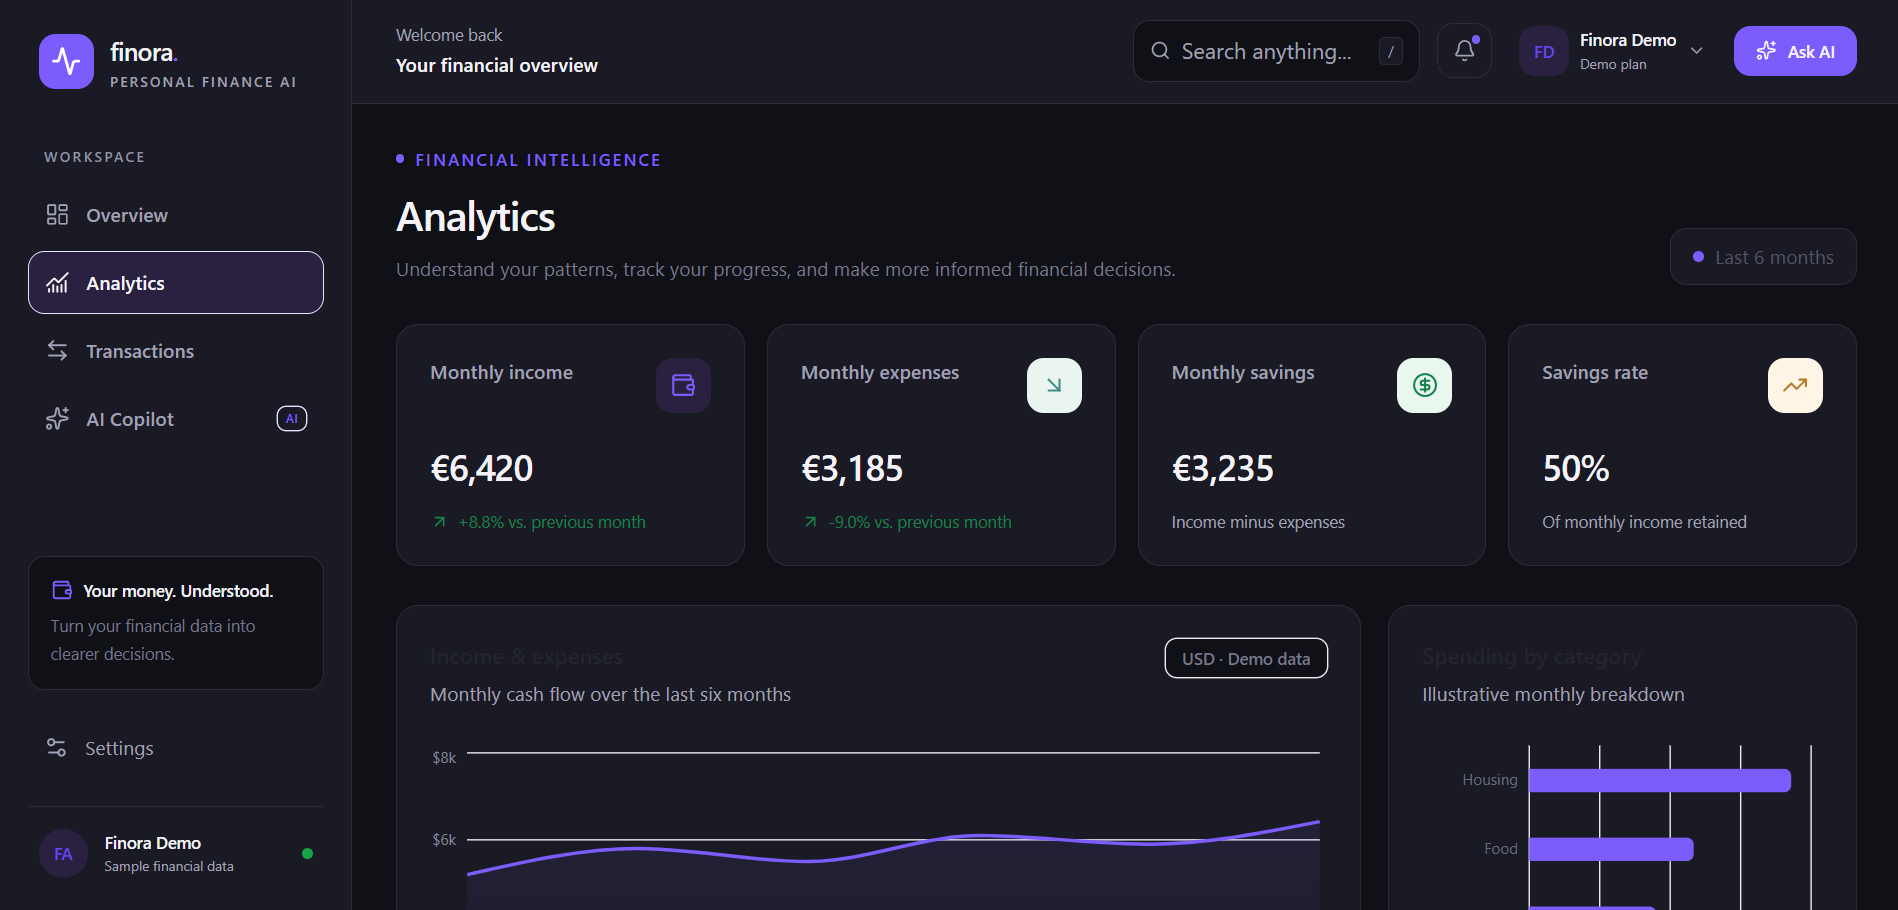 finora.
PERSONAL FINANCE AI
WORKSPACE
Overview
Analytics
Transactions
AI Copilot
AI
Your money. Understood.
Turn your financial data into
clearer decisions.
Settings
FA
Finora Demo
Sample financial data
Welcome back
Your financial overview
Search anything...
/
FD
Finora Demo
Demo plan
Ask AI
FINANCIAL INTELLIGENCE
Analytics
Understand your patterns, track your progress, and make more informed financial decisions.
Last 6 months
Monthly income
€6,420
+8.8% vs. previous month
Monthly expenses
€3,185
-9.0% vs. previous month
Monthly savings
€3,235
Income minus expenses
Savings rate
50%
Of monthly income retained
Income & expenses
Monthly cash flow over the last six months
USD · Demo data
$8k
$6k
Spending by category
Illustrative monthly breakdown
Housing
Food